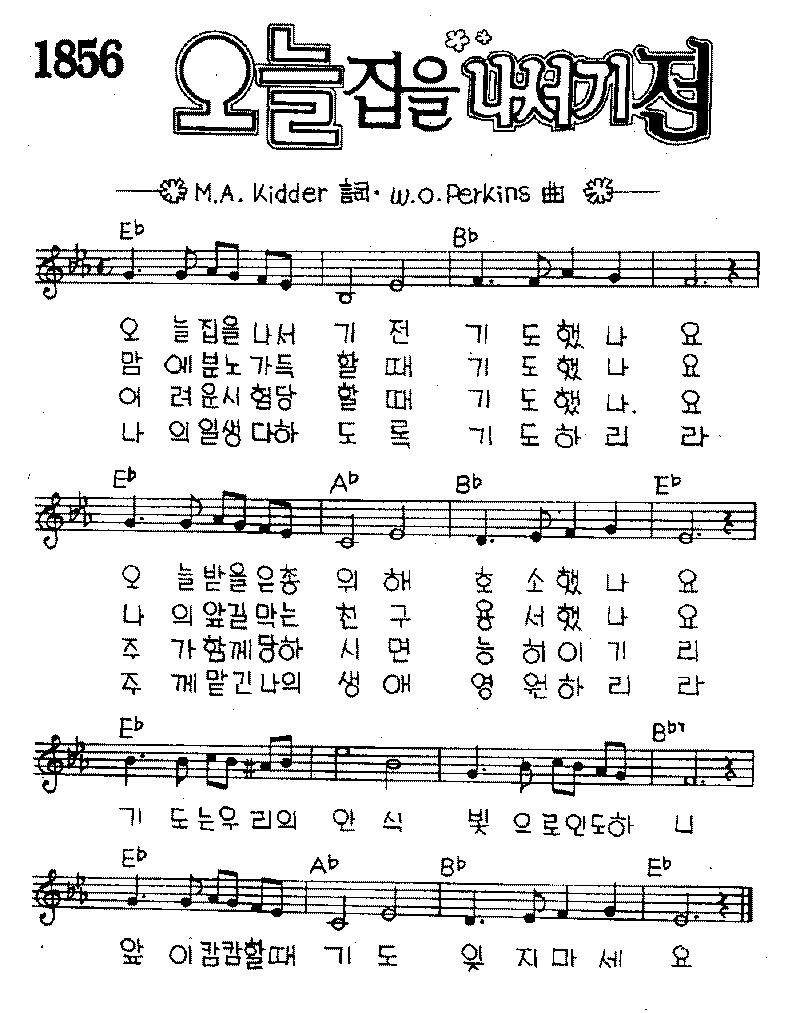 1856
오늘집을 나서기전
M.A. Kidder 詞· W.O. Perkins 曲
E♭ B♭
오 늘집을나서 기 전 기 도했나 요
맘 에분노가득 할 때 기 도했나 요
어 려운시험당 할 때 기 도했나. 요
나 의일생다하 도 록 기 도하리 라
E♭ A♭ B♭ E♭
오 늘받을은총 위 해 호 소했나 요
나 의앞길막는 친 구 용 서했나 요
주 가함께당하 시 면 능 히이기 리
주 께맡긴나의 생 애 영 원하리 라
E♭ B♭7
기 도는우리의 안 식 빛 으로인도하 니
E♭ A♭ B♭ E♭
앞 이캄캄할때 기 도 잊 지마세 요